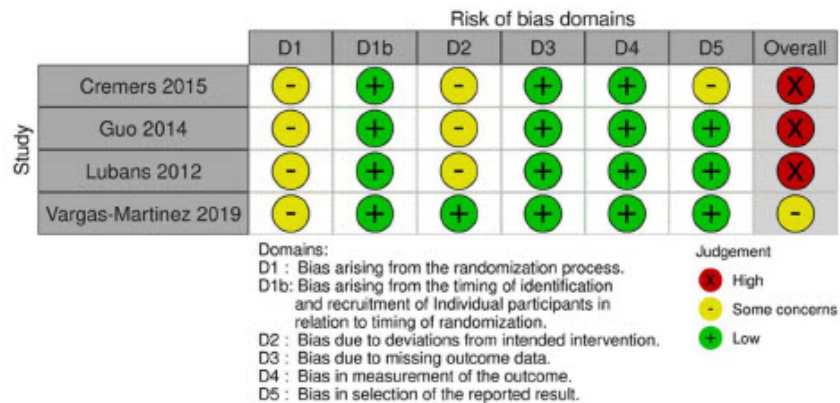 Risk of bias domains
D1 D1b D2 D3 D4 D5 Overall
Study
Cremers 2015 - + - + + - X
Guo 2014 - + - + + + X
Lubans 2012 - + - + + + X
Vargas-Martinez 2019 - + + + + + -
Domains:
D1 : Bias arising from the randomization process.
D1b: Bias arising from the timing of identification
and recruitment of Individual participants in
relation to timing of randomization.
D2 : Bias due to deviations from intended intervention.
D3 : Bias due to missing outcome data.
D4 : Bias in measurement of the outcome.
D5 : Bias in selection of the reported result.
Judgement
X High
- Some concerns
+ Low